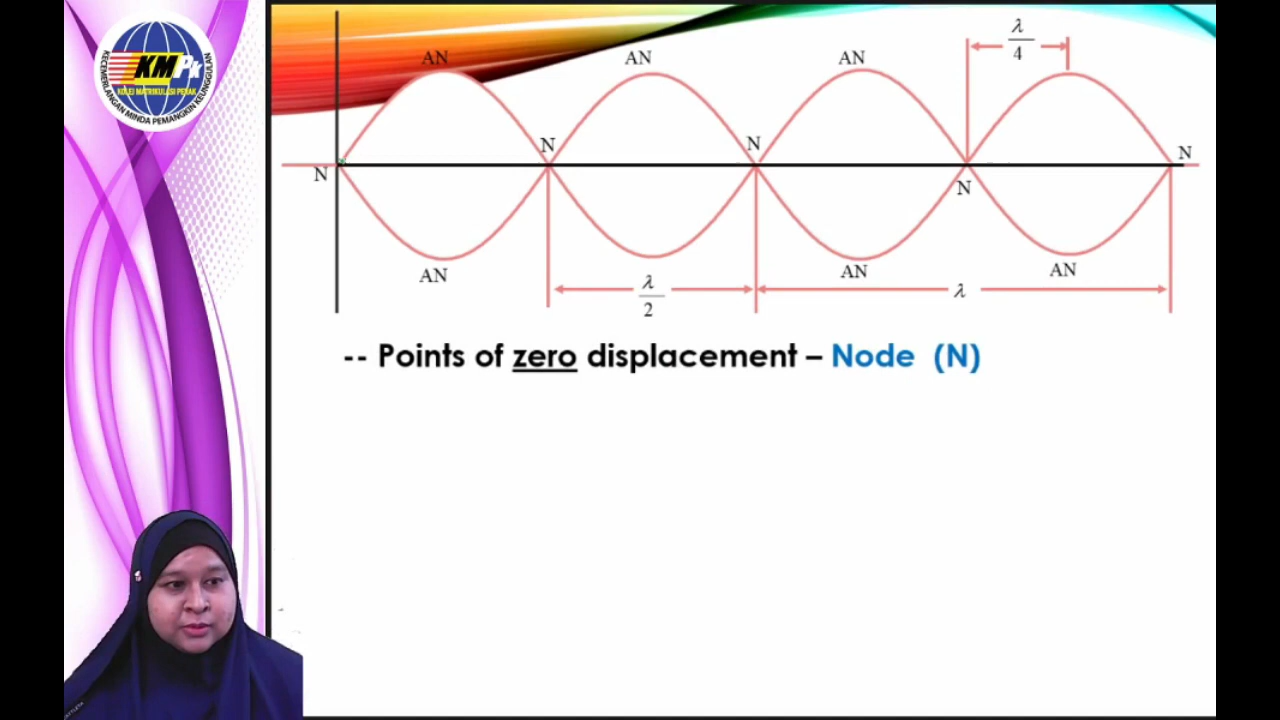 KMPk
KOLEJ MATRIKULASI PERAK
KECEMERLANGAN MINDA PEMANGKIN KEUNGGULAN
AN AN AN λ/4
N N N
N N
AN AN AN
λ/2 λ
-- Points of zero displacement – Node (N)